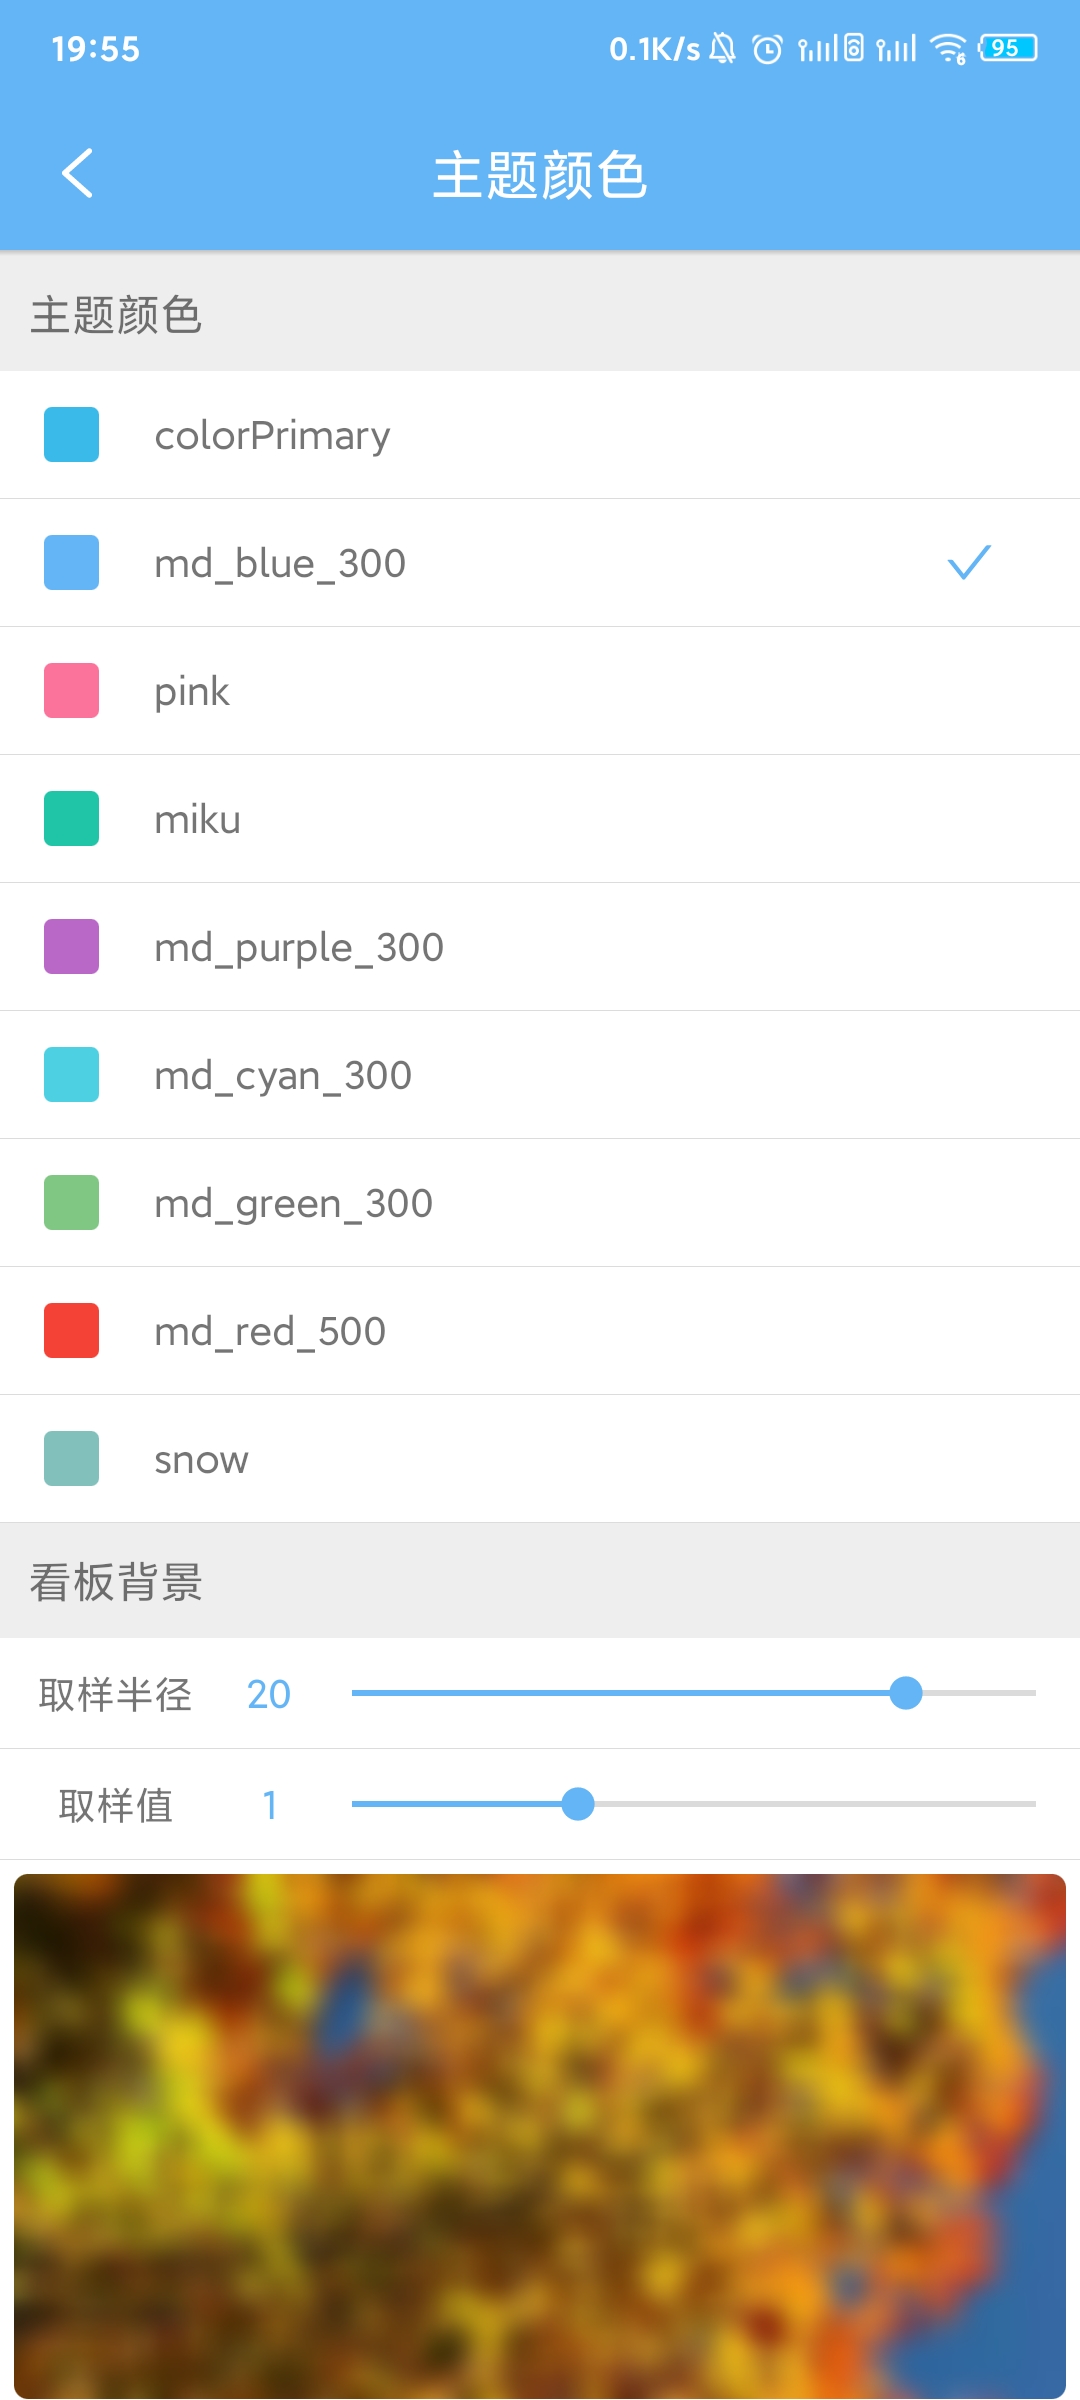 19:55 0.1K/s 6 95
主题颜色
主题颜色
colorPrimary
md_blue_300
pink
miku
md_purple_300
md_cyan_300
md_green_300
md_red_500
snow
看板背景
取样半径 20
取样值 1